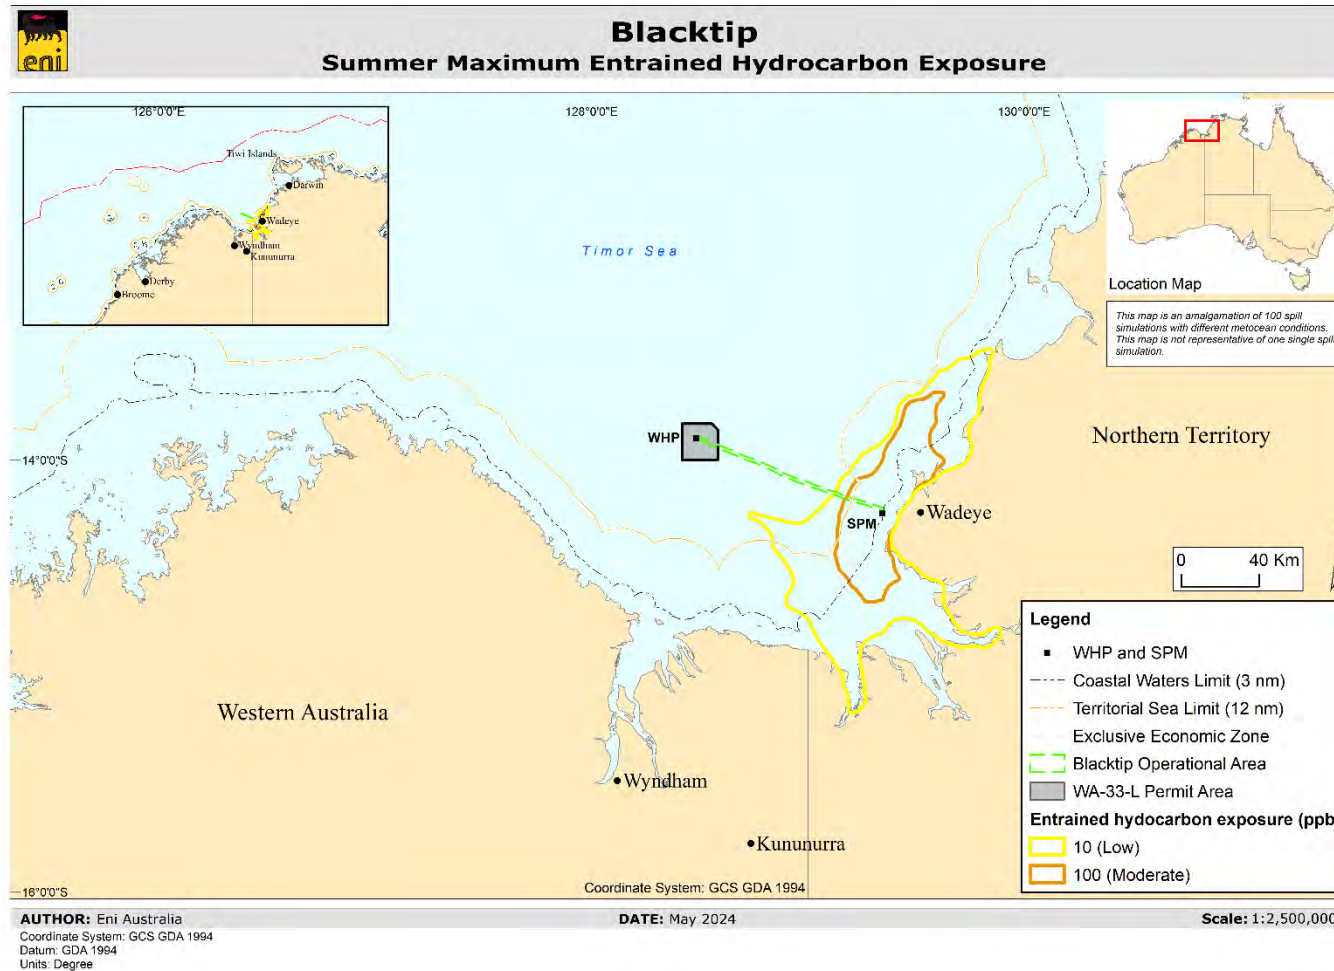 eni
Blacktip
Summer Maximum Entrained Hydrocarbon Exposure
126°0'0"E
128°0'0"E
130°0'0"E
Tiwi Islands
Darwin
Wadeye
Wyndham
Kununurra
Derby
Broome
Timor Sea
Location Map
This map is an amalgamation of 100 spill
simulations with different metocean conditions.
This map is not representative of one single spill
simulation.
WHP
14°0'0"S
Northern Territory
SPM
Wadeye
0 40 Km
Western Australia
Wyndham
Kununurra
Legend
WHP and SPM
Coastal Waters Limit (3 nm)
Territorial Sea Limit (12 nm)
Exclusive Economic Zone
Blacktip Operational Area
WA-33-L Permit Area
Entrained hydocarbon exposure (ppb
10 (Low)
100 (Moderate)
16°0'0"S
Coordinate System: GCS GDA 1994
AUTHOR: Eni Australia
DATE: May 2024
Scale: 1:2,500,000
Coordinate System: GCS GDA 1994
Datum: GDA 1994
Units: Degree